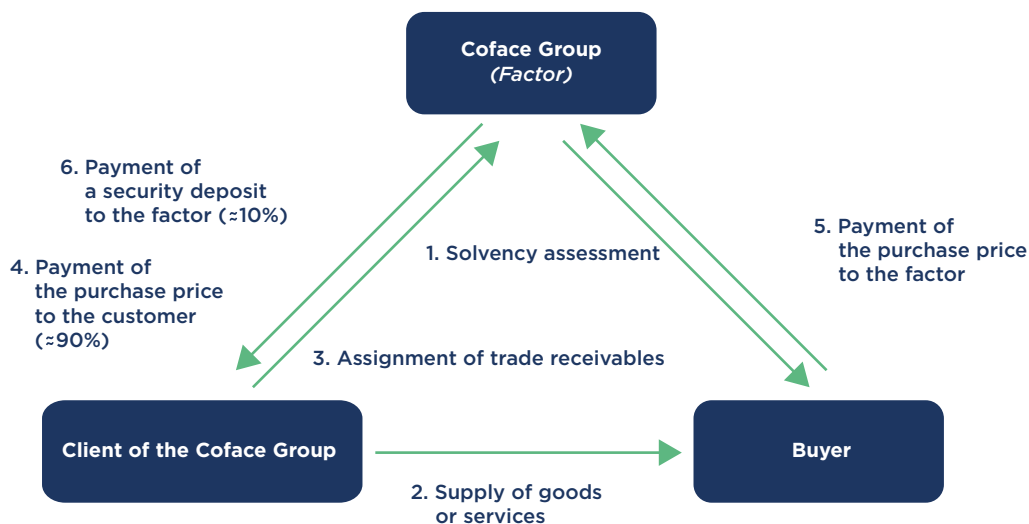 Coface Group
(Factor)
6. Payment of
a security deposit
to the factor (≈10%)
4. Payment of
the purchase price
to the customer
(≈90%)
1. Solvency assessment
5. Payment of
the purchase price
to the factor
3. Assignment of trade receivables
Client of the Coface Group
Buyer
2. Supply of goods
or services